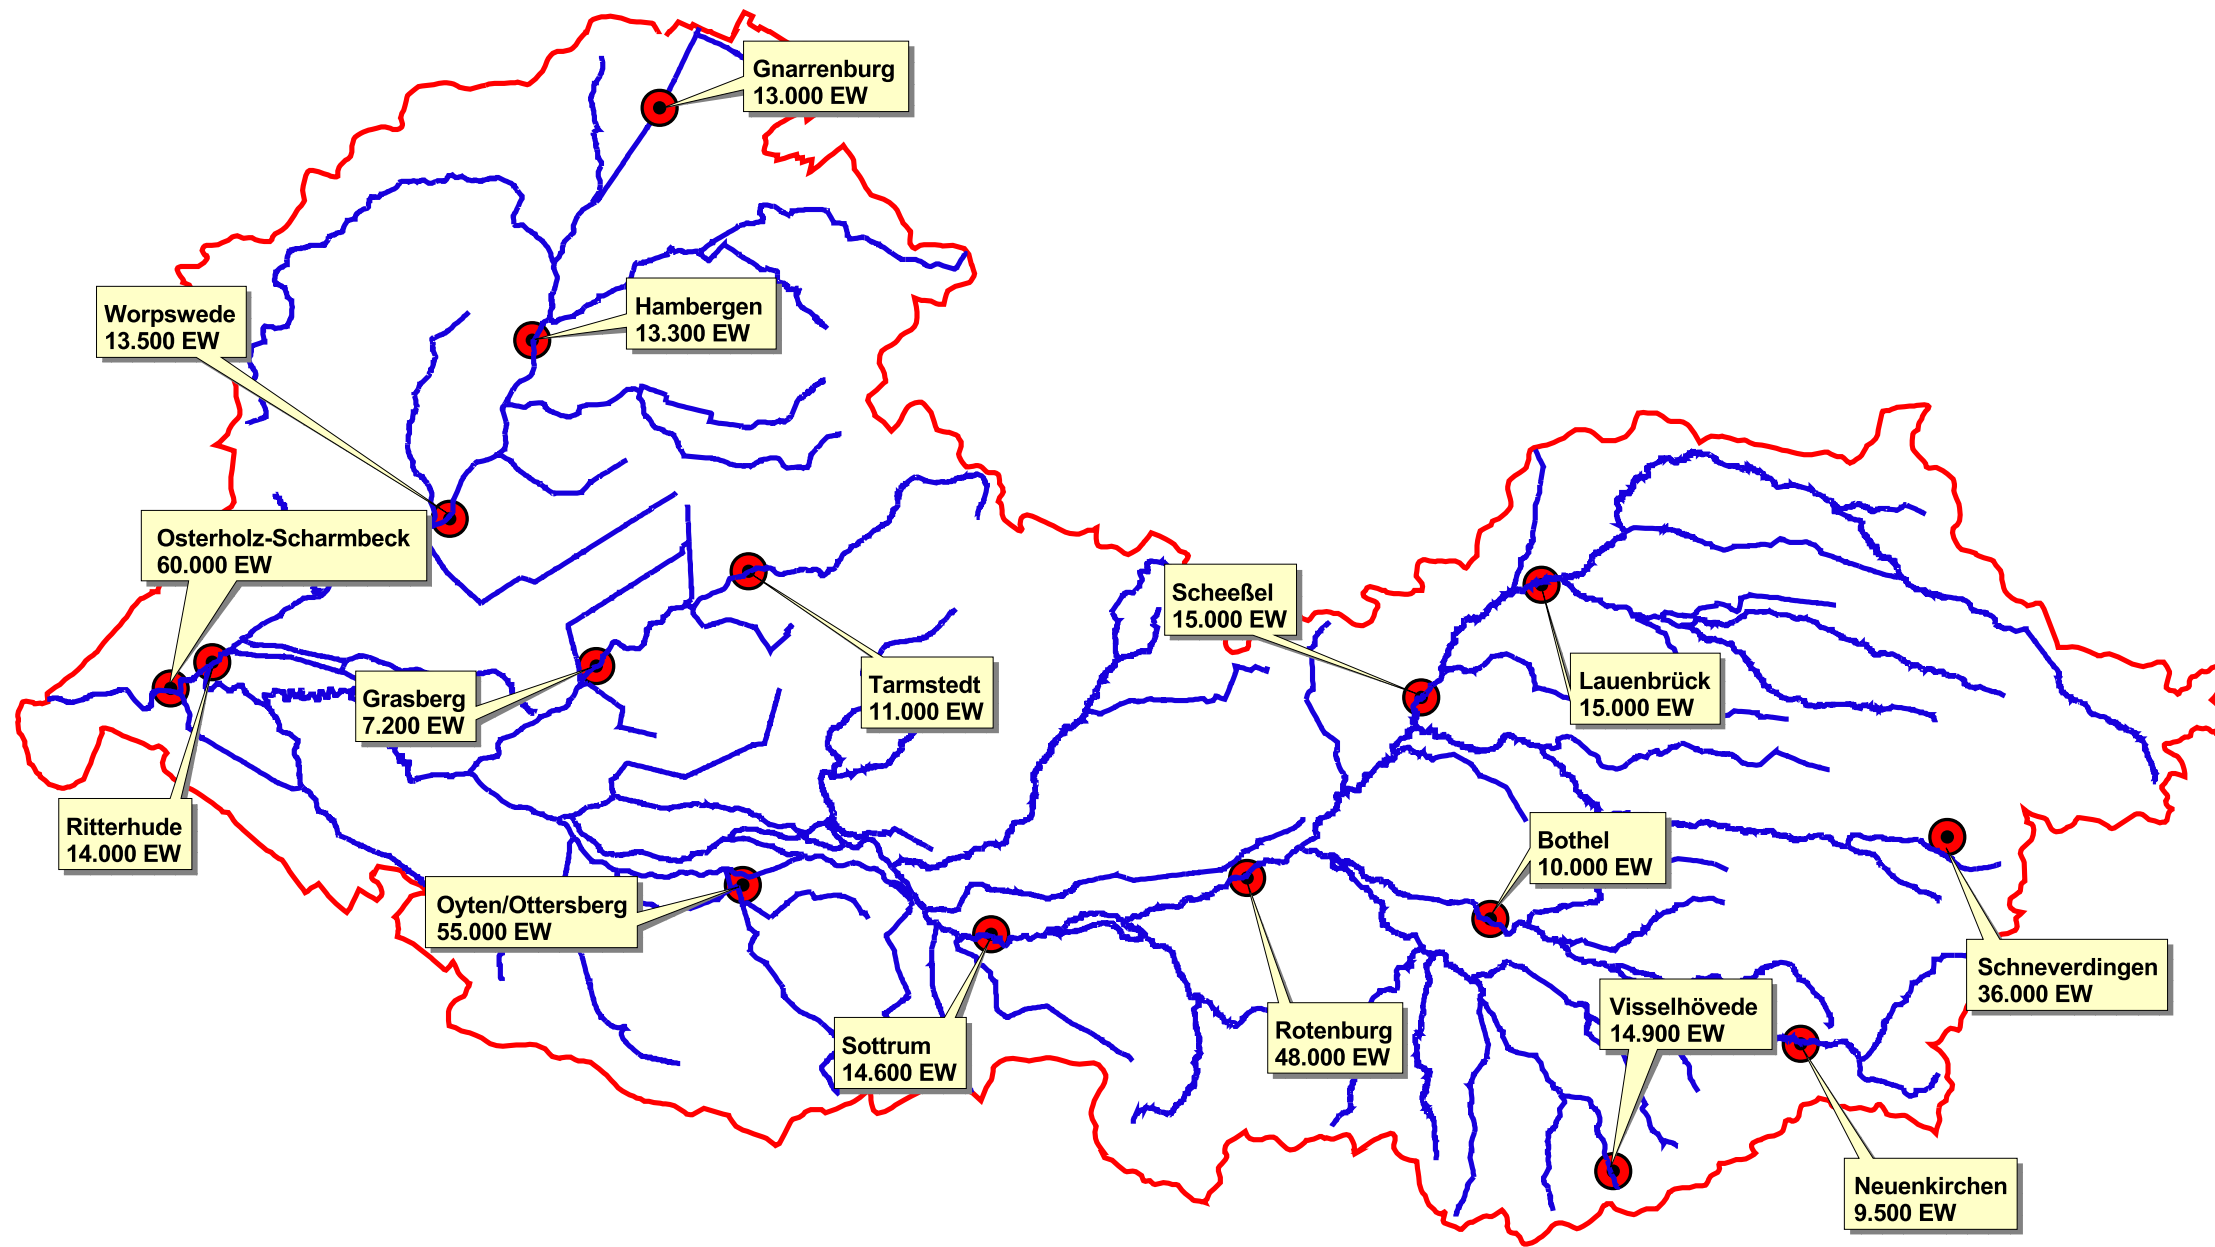 Gnarrenburg
13.000 EW
Hambergen
13.300 EW
Worpswede
13.500 EW
Osterholz-Scharmbeck
60.000 EW
Scheeßel
15.000 EW
Grasberg
7.200 EW
Tarmstedt
11.000 EW
Lauenbrück
15.000 EW
Ritterhude
14.000 EW
Bothel
10.000 EW
Oyten/Ottersberg
55.000 EW
Schneverdingen
36.000 EW
Visselhövede
14.900 EW
Rotenburg
48.000 EW
Sottrum
14.600 EW
Neuenkirchen
9.500 EW